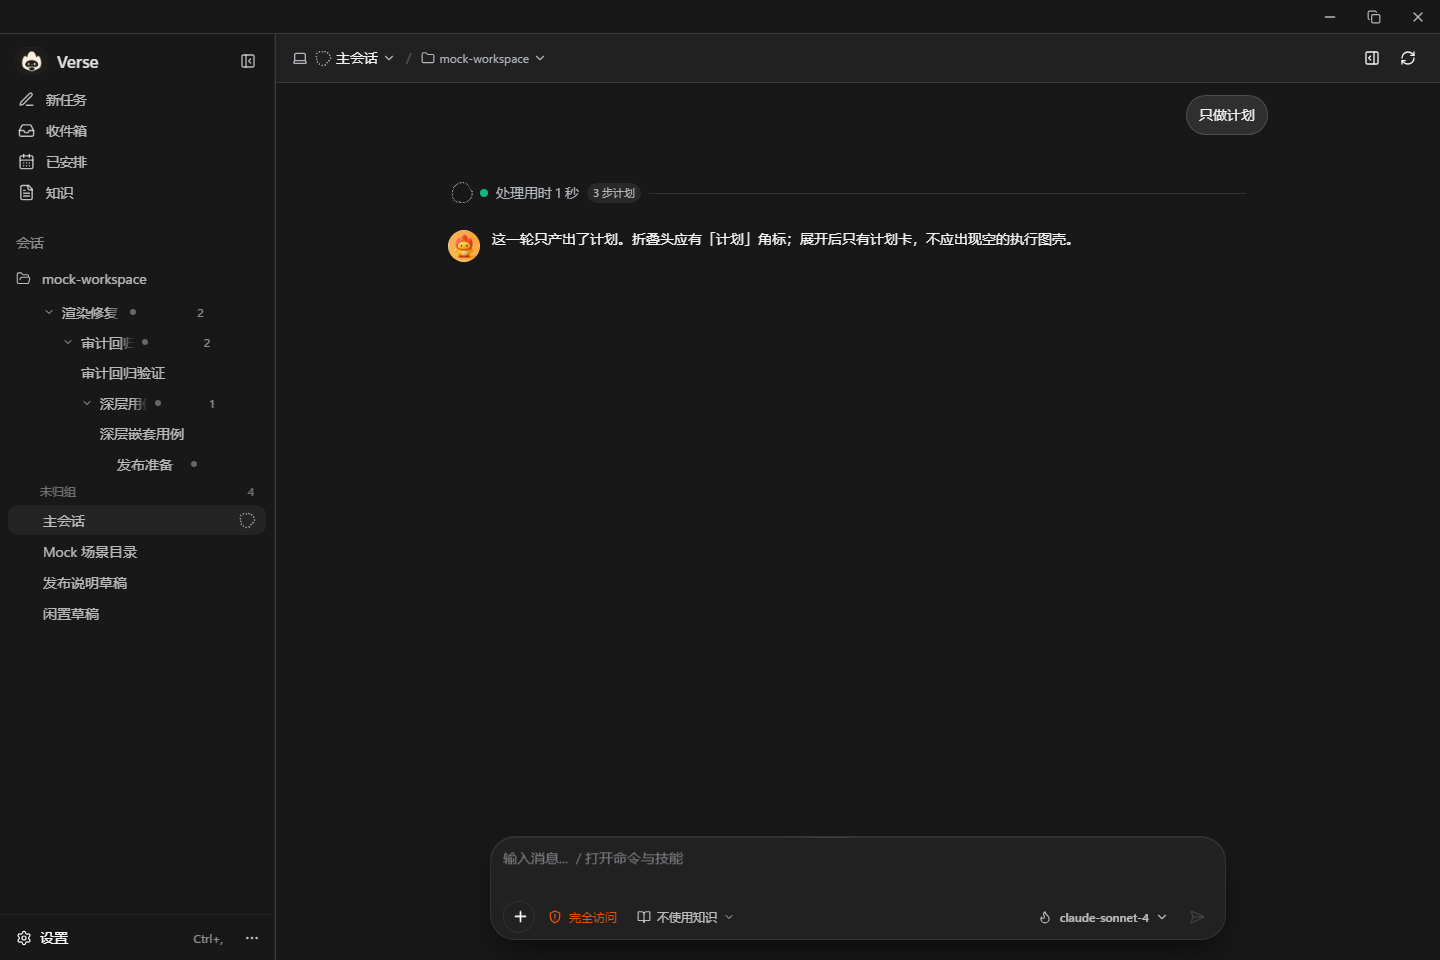 Verse
新任务
收件箱
已安排
知识
会话
mock-workspace
渲染修复 2
审计回归 2
审计回归验证
深层用 1
深层嵌套用例
发布准备
未归组 4
主会话
Mock 场景目录
发布说明草稿
闲置草稿
设置 Ctrl+,
主会话 / mock-workspace
只做计划
处理用时 1 秒 3 步计划
这一轮只产出了计划。折叠头应有「计划」角标；展开后只有计划卡，不应出现空的执行图壳。
输入消息... / 打开命令与技能
完全访问 不使用知识 claude-sonnet-4